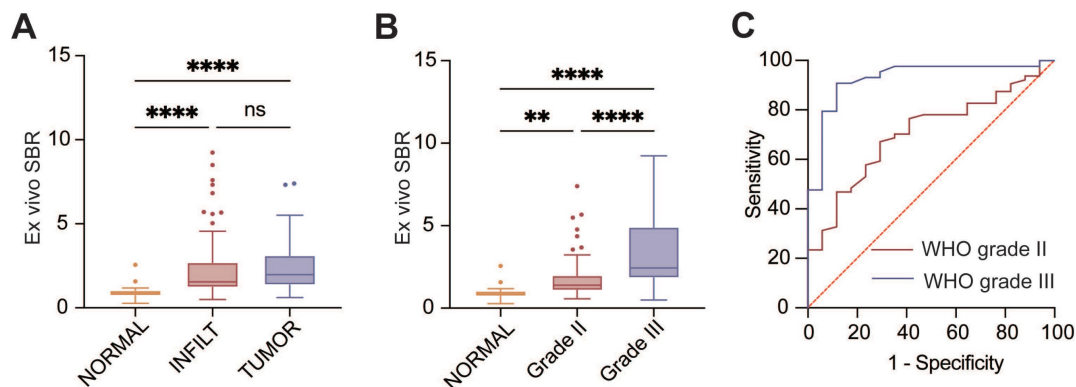 A
Ex vivo SBR
15
10
5
0
****
****
ns
NORMAL
INFILT
TUMOR
B
Ex vivo SBR
15
10
5
0
****
**
****
NORMAL
Grade II
Grade III
C
Sensitivity
100
80
60
40
20
0
WHO grade II
WHO grade III
0 20 40 60 80 100
1 - Specificity